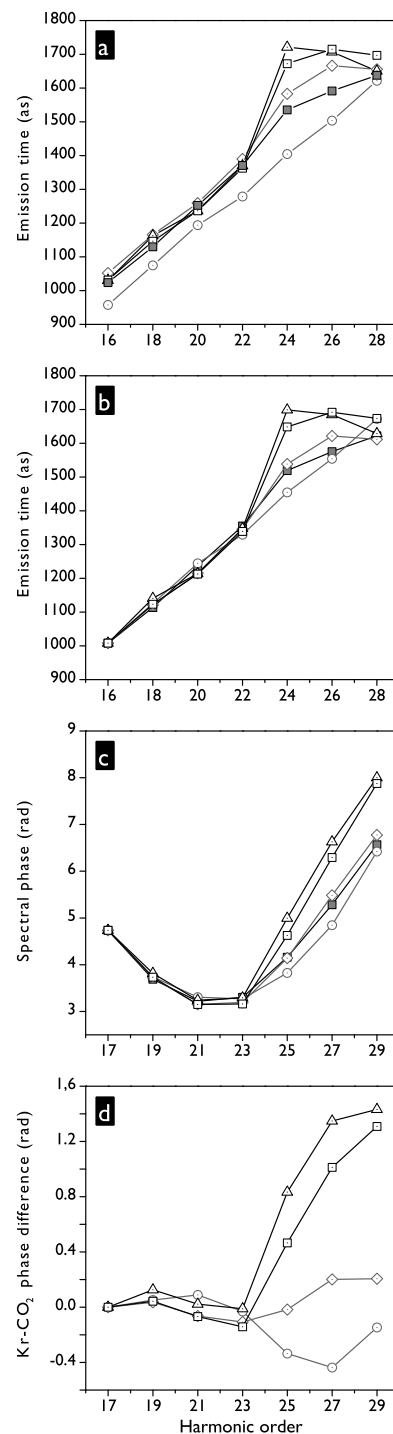 1800
a
1700
1600
1500
1400
1300
1200
1100
1000
900
Emission time (as)
16 18 20 22 24 26 28
1800
b
1700
1600
1500
1400
1300
1200
1100
1000
900
Emission time (as)
16 18 20 22 24 26 28
9
c
8
7
6
5
4
3
Spectral phase (rad)
17 19 21 23 25 27 29
1,6
d
1.2
0.8
0.4
0.0
-0.4
Kr-CO₂ phase difference (rad)
17 19 21 23 25 27 29
Harmonic order